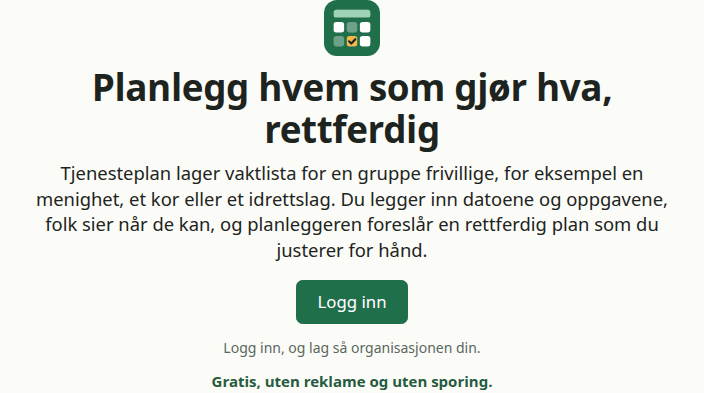 Planlegg hvem som gjør hva,
rettferdig
Tjenesteplan lager vaktlista for en gruppe frivillige, for eksempel en
menighet, et kor eller et idrettslag. Du legger inn datoene og oppgavene,
folk sier når de kan, og planleggeren foreslår en rettferdig plan som du
justerer for hånd.
Logg inn
Logg inn, og lag så organisasjonen din.
Gratis, uten reklame og uten sporing.